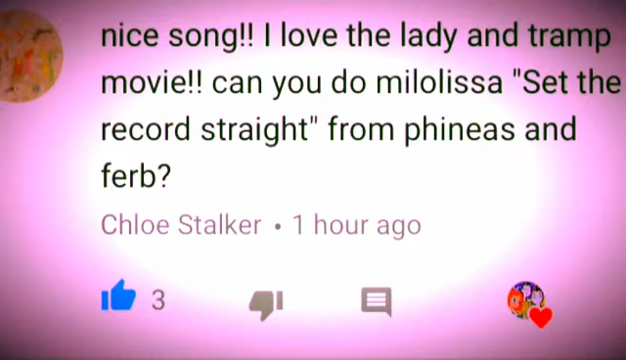 nice song!! I love the lady and tramp
movie!! can you do milolissa "Set the
record straight" from phineas and
ferb?
Chloe Stalker • 1 hour ago
3